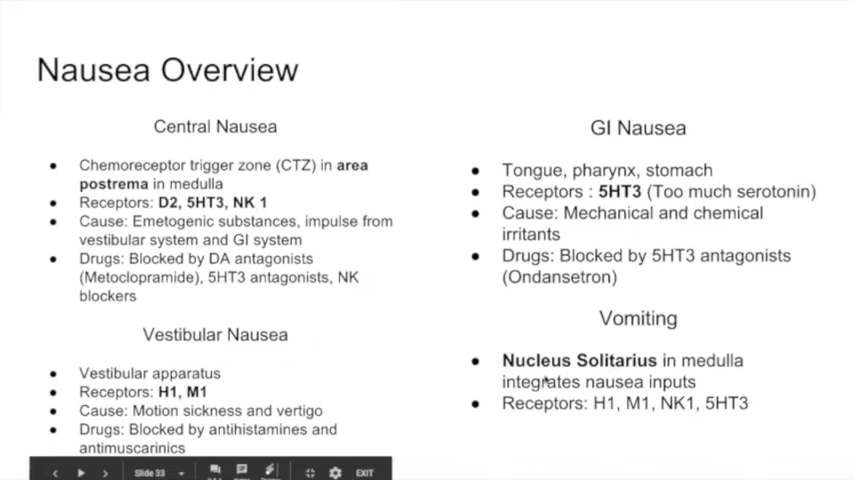 Nausea Overview
Central Nausea
• Chemoreceptor trigger zone (CTZ) in area
postrema in medulla
• Receptors: D2, 5HT3, NK 1
• Cause: Emetogenic substances, impulse from
vestibular system and GI system
• Drugs: Blocked by DA antagonists
(Metoclopramide), 5HT3 antagonists, NK
blockers
Vestibular Nausea
• Vestibular apparatus
• Receptors: H1, M1
• Cause: Motion sickness and vertigo
• Drugs: Blocked by antihistamines and
antimuscarinics
GI Nausea
• Tongue, pharynx, stomach
• Receptors : 5HT3 (Too much serotonin)
• Cause: Mechanical and chemical
irritants
• Drugs: Blocked by 5HT3 antagonists
(Ondansetron)
Vomiting
• Nucleus Solitarius in medulla
integrates nausea inputs
• Receptors: H1, M1, NK1, 5HT3
Slide 33
EXIT